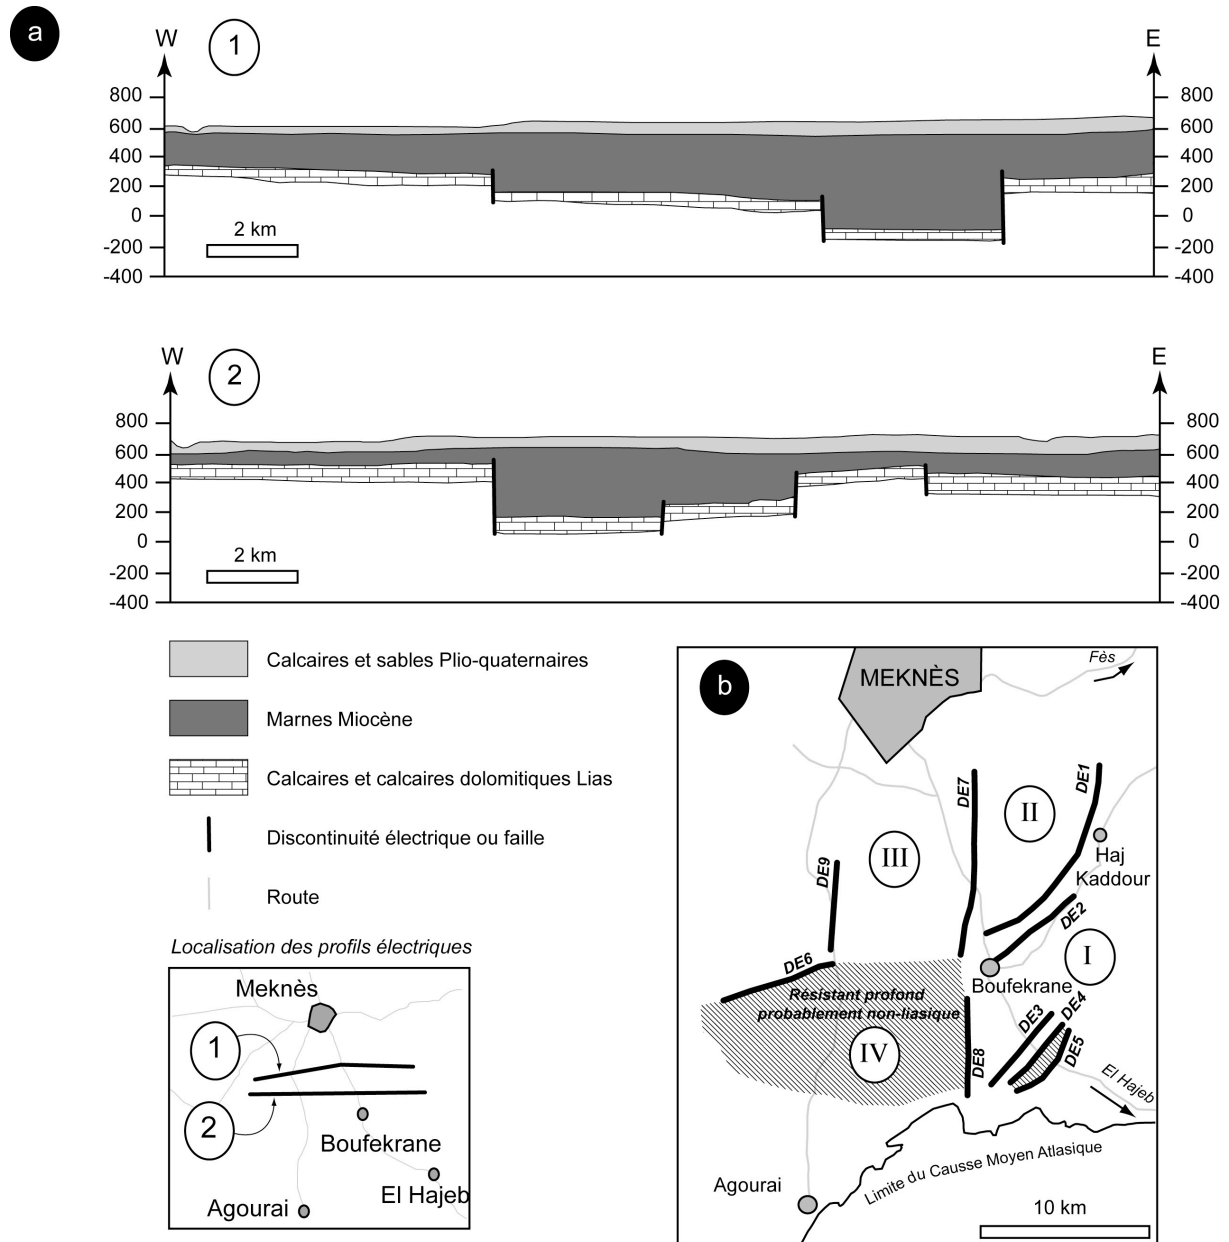 a
W
1
E
800
600
400
200
0
-200
-400
800
600
400
200
0
-200
-400
2 km
W
2
E
800
600
400
200
0
-200
-400
800
600
400
200
0
-200
-400
2 km
Calcaires et sables Plio-quaternaires
Marnes Miocène
Calcaires et calcaires dolomitiques Lias
Discontinuité électrique ou faille
Route
Localisation des profils électriques
Meknès
1
2
Boufekrane
El Hajeb
Agourai
b
MEKNÈS
Fès
DE7
II
DE1
Haj
Kaddour
III
DE9
DE2
I
DE6
Boufekrane
Résistant profond
probablement non-liasique
IV
DE8
DE3
DE4
DE5
El Hajeb
Limite du Causse Moyen Atlasique
Agourai
10 km